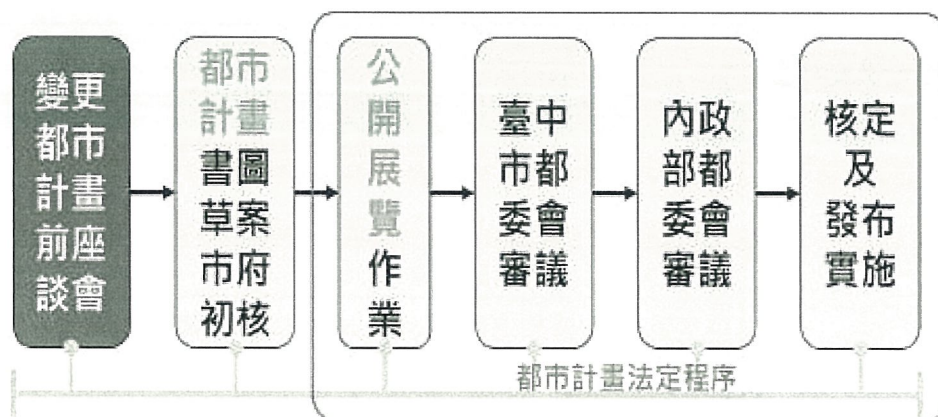 變更
都市
計畫
前座
談會
都市
計畫
書圖
草案
市府
初核
公
開
展
覽
作
業
臺中
市都
委會
審議
內政
部都
委會
審議
核定
及
發布
實施
都市計畫法定程序